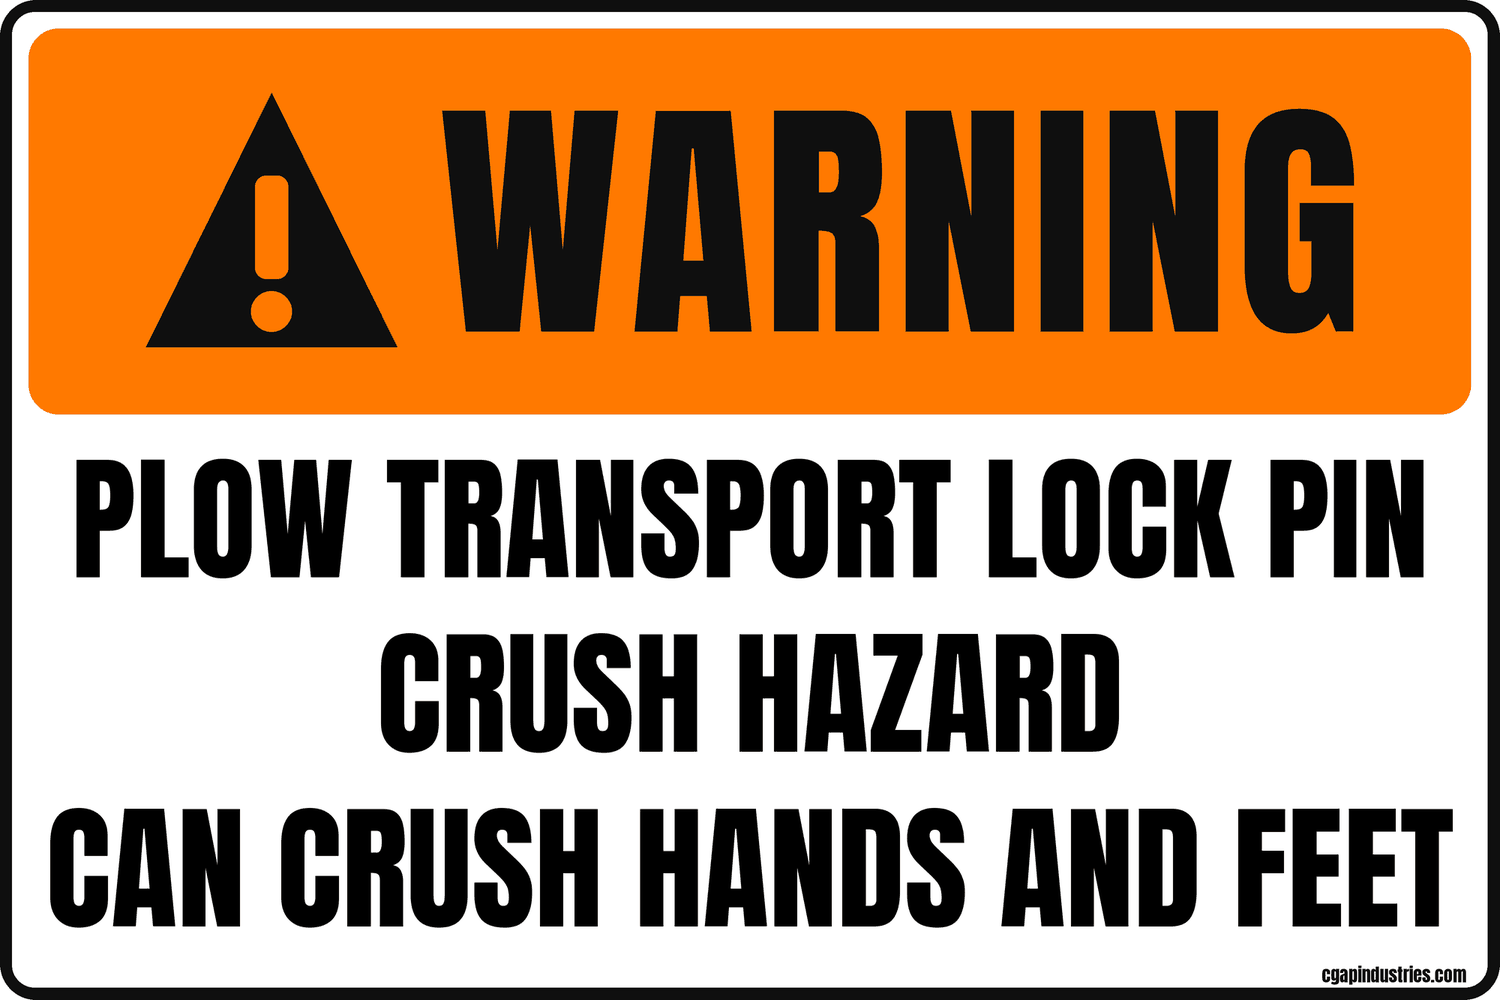 WARNING
PLOW TRANSPORT LOCK PIN
CRUSH HAZARD
CAN CRUSH HANDS AND FEET
cgapindustries.com